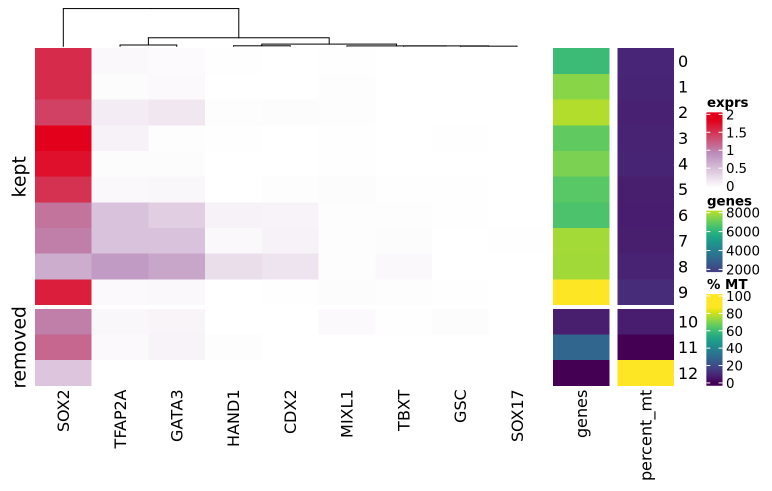 kept
removed
0
1
2
3
4
5
6
7
8
9
10
11
12
SOX2
TFAP2A
GATA3
HAND1
CDX2
MIXL1
TBXT
GSC
SOX17
genes
percent_mt
exprs
2
1.5
1
0.5
0
genes
8000
6000
4000
2000
% MT
100
80
60
40
20
0